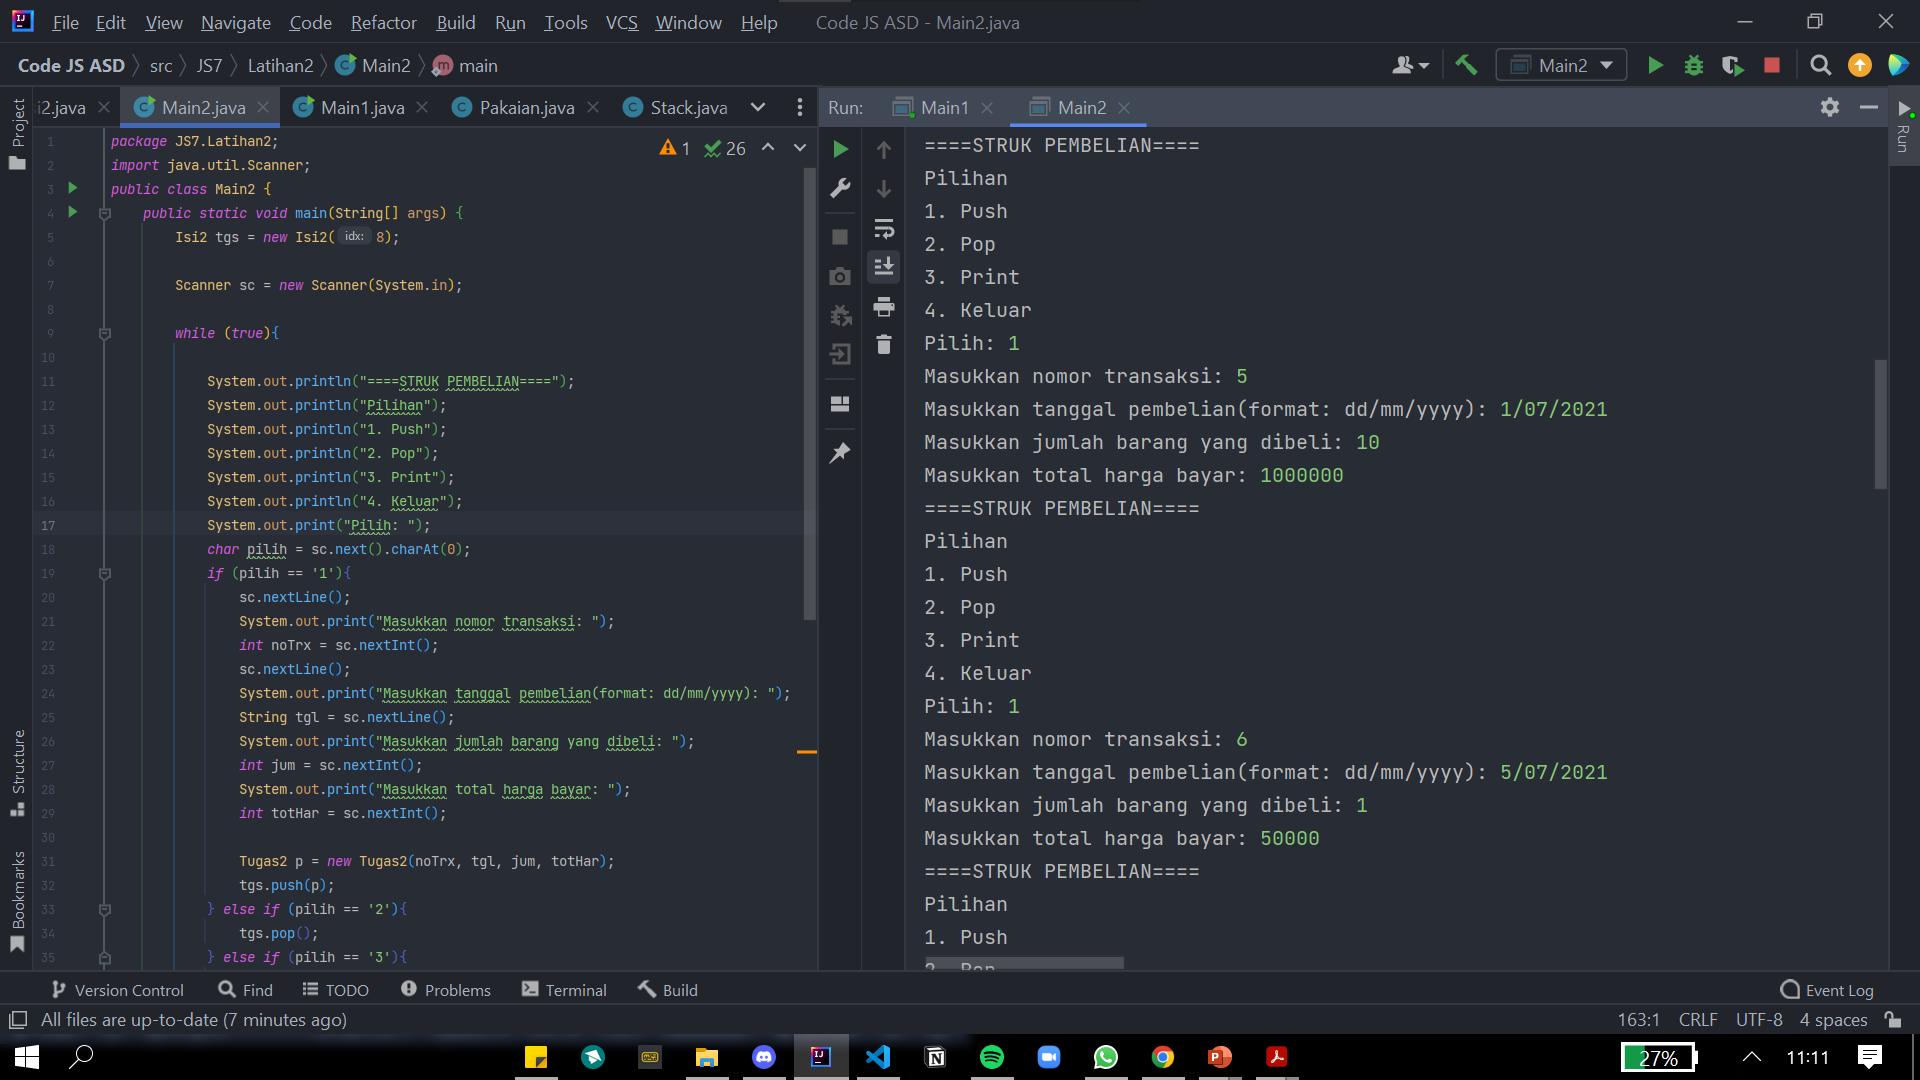 File Edit View Navigate Code Refactor Build Run Tools VCS Window Help Code JS ASD - Main2.java
Code JS ASD src JS7 Latihan2 Main2 main
Main2
i2.java Main2.java Main1.java Pakaian.java Stack.java
Run: Main1 Main2
Project
Structure
Bookmarks
Run
1 26
1 package JS7.Latihan2;
2 import java.util.Scanner;
3 public class Main2 {
4 public static void main(String[] args) {
5 Isi2 tgs = new Isi2( idx: 8);
6
7 Scanner sc = new Scanner(System.in);
8
9 while (true){
10
11 System.out.println("====STRUK PEMBELIAN====");
12 System.out.println("Pilihan");
13 System.out.println("1. Push");
14 System.out.println("2. Pop");
15 System.out.println("3. Print");
16 System.out.println("4. Keluar");
17 System.out.print("Pilih: ");
18 char pilih = sc.next().charAt(0);
19 if (pilih == '1'){
20 sc.nextLine();
21 System.out.print("Masukkan nomor transaksi: ");
22 int noTrx = sc.nextInt();
23 sc.nextLine();
24 System.out.print("Masukkan tanggal pembelian(format: dd/mm/yyyy): ");
25 String tgl = sc.nextLine();
26 System.out.print("Masukkan jumlah barang yang dibeli: ");
27 int jum = sc.nextInt();
28 System.out.print("Masukkan total harga bayar: ");
29 int totHar = sc.nextInt();
30
31 Tugas2 p = new Tugas2(noTrx, tgl, jum, totHar);
32 tgs.push(p);
33 } else if (pilih == '2'){
34 tgs.pop();
35 } else if (pilih == '3'){
====STRUK PEMBELIAN====
Pilihan
1. Push
2. Pop
3. Print
4. Keluar
Pilih: 1
Masukkan nomor transaksi: 5
Masukkan tanggal pembelian(format: dd/mm/yyyy): 1/07/2021
Masukkan jumlah barang yang dibeli: 10
Masukkan total harga bayar: 1000000
====STRUK PEMBELIAN====
Pilihan
1. Push
2. Pop
3. Print
4. Keluar
Pilih: 1
Masukkan nomor transaksi: 6
Masukkan tanggal pembelian(format: dd/mm/yyyy): 5/07/2021
Masukkan jumlah barang yang dibeli: 1
Masukkan total harga bayar: 50000
====STRUK PEMBELIAN====
Pilihan
1. Push
2. Pop
Version Control Find TODO Problems Terminal Build Event Log
All files are up-to-date (7 minutes ago) 163:1 CRLF UTF-8 4 spaces
27% 11:11